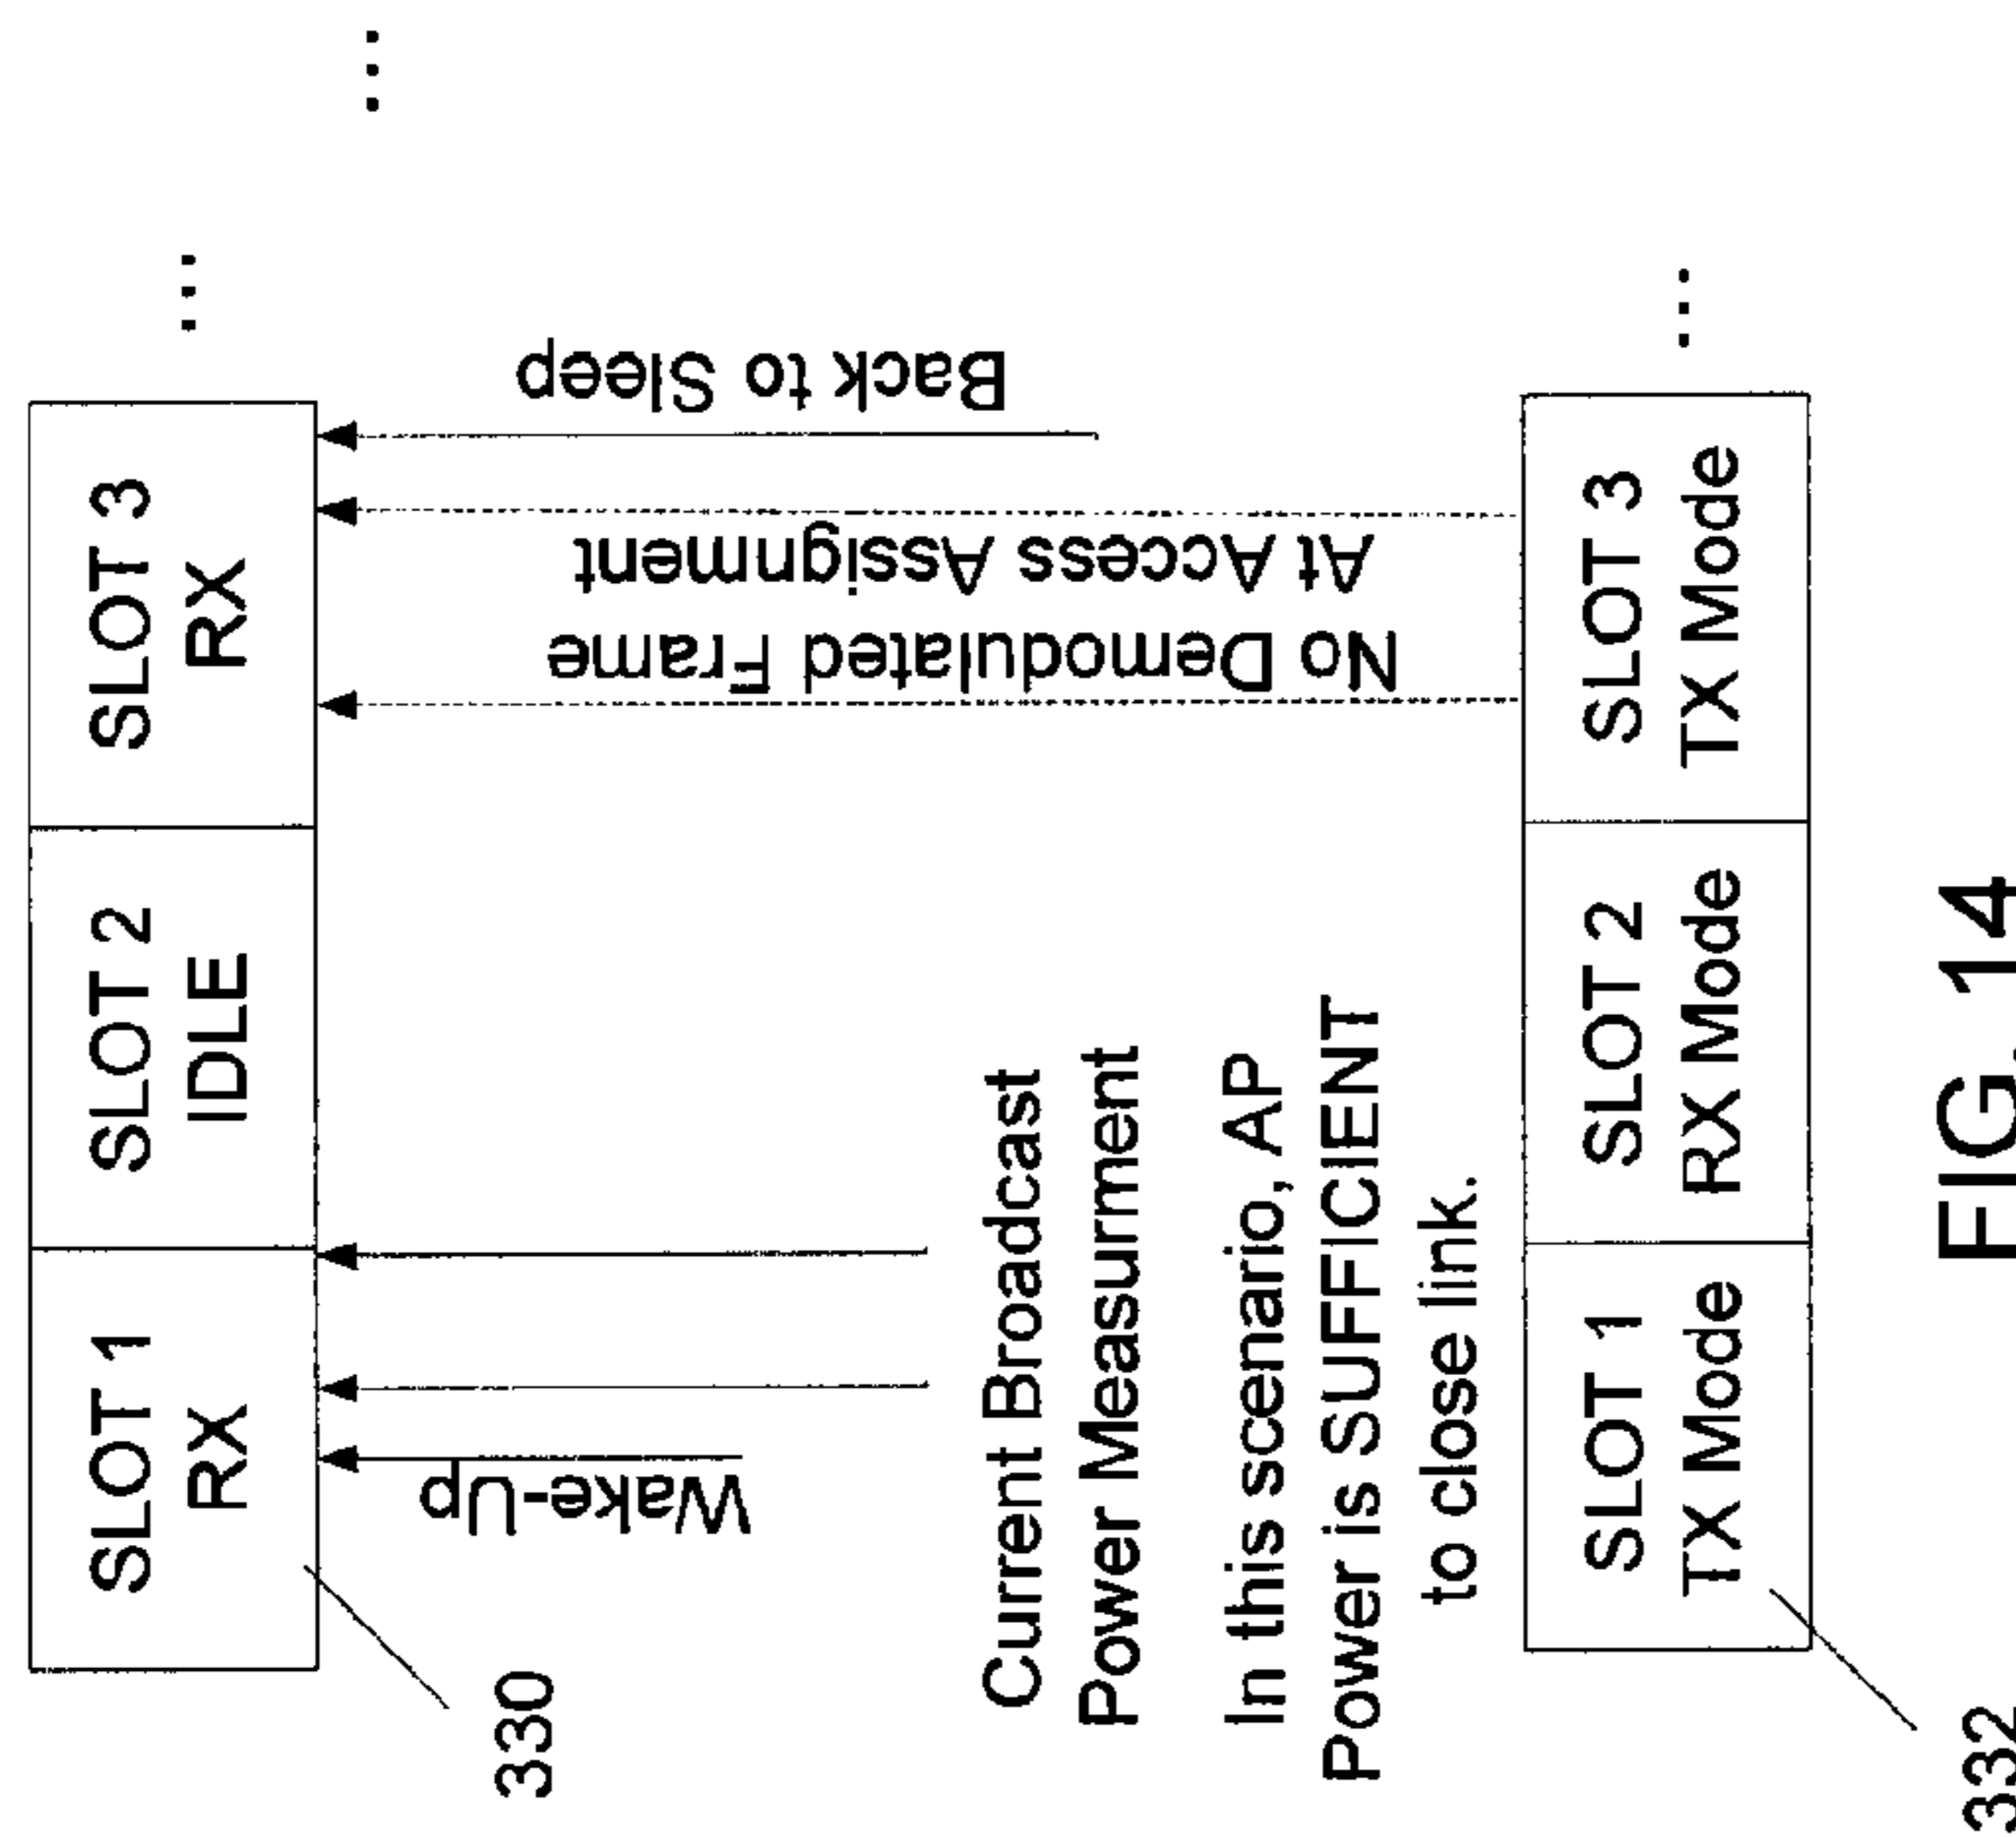 SLOT 1
RX
SLOT 2
IDLE
SLOT 3
RX
...
...
330
Wake-Up
Current Broadcast
Power Measurment
In this scenario, AP
Power is SUFFICIENT
to close link.
No Demodulated Frame
At Access Assignment
Back to Sleep
SLOT 1
TX Mode
SLOT 2
RX Mode
SLOT 3
TX Mode
...
332
FIG. 14